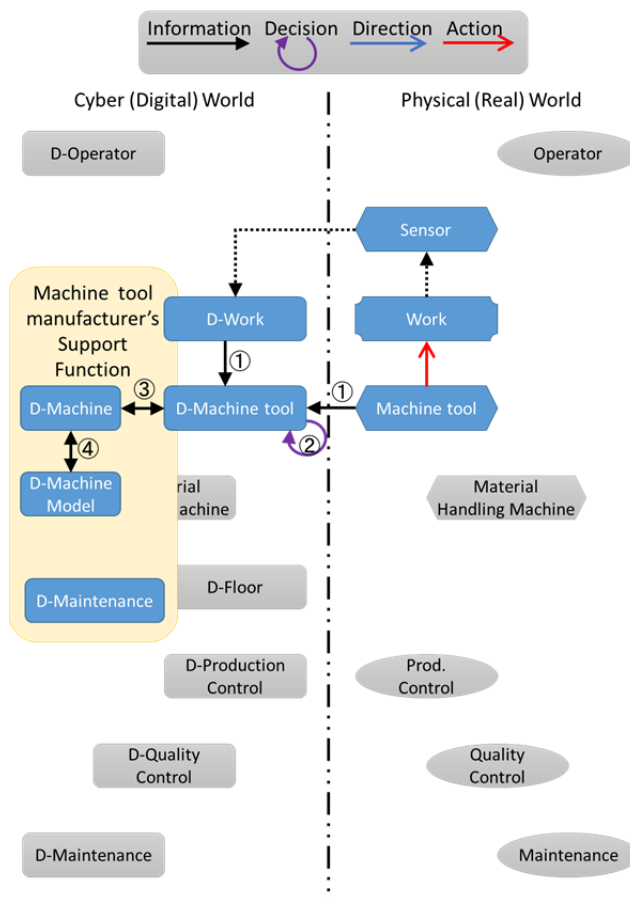 Information Decision Direction Action
Cyber (Digital) World
Physical (Real) World
D-Operator
Operator
Sensor
Machine tool
manufacturer's
Support
Function
D-Work
Work
①
③
①
D-Machine
D-Machine tool
Machine tool
②
④
D-Machine
Model
rial
achine
Material
Handling Machine
D-Maintenance
D-Floor
D-Production
Control
Prod.
Control
D-Quality
Control
Quality
Control
D-Maintenance
Maintenance